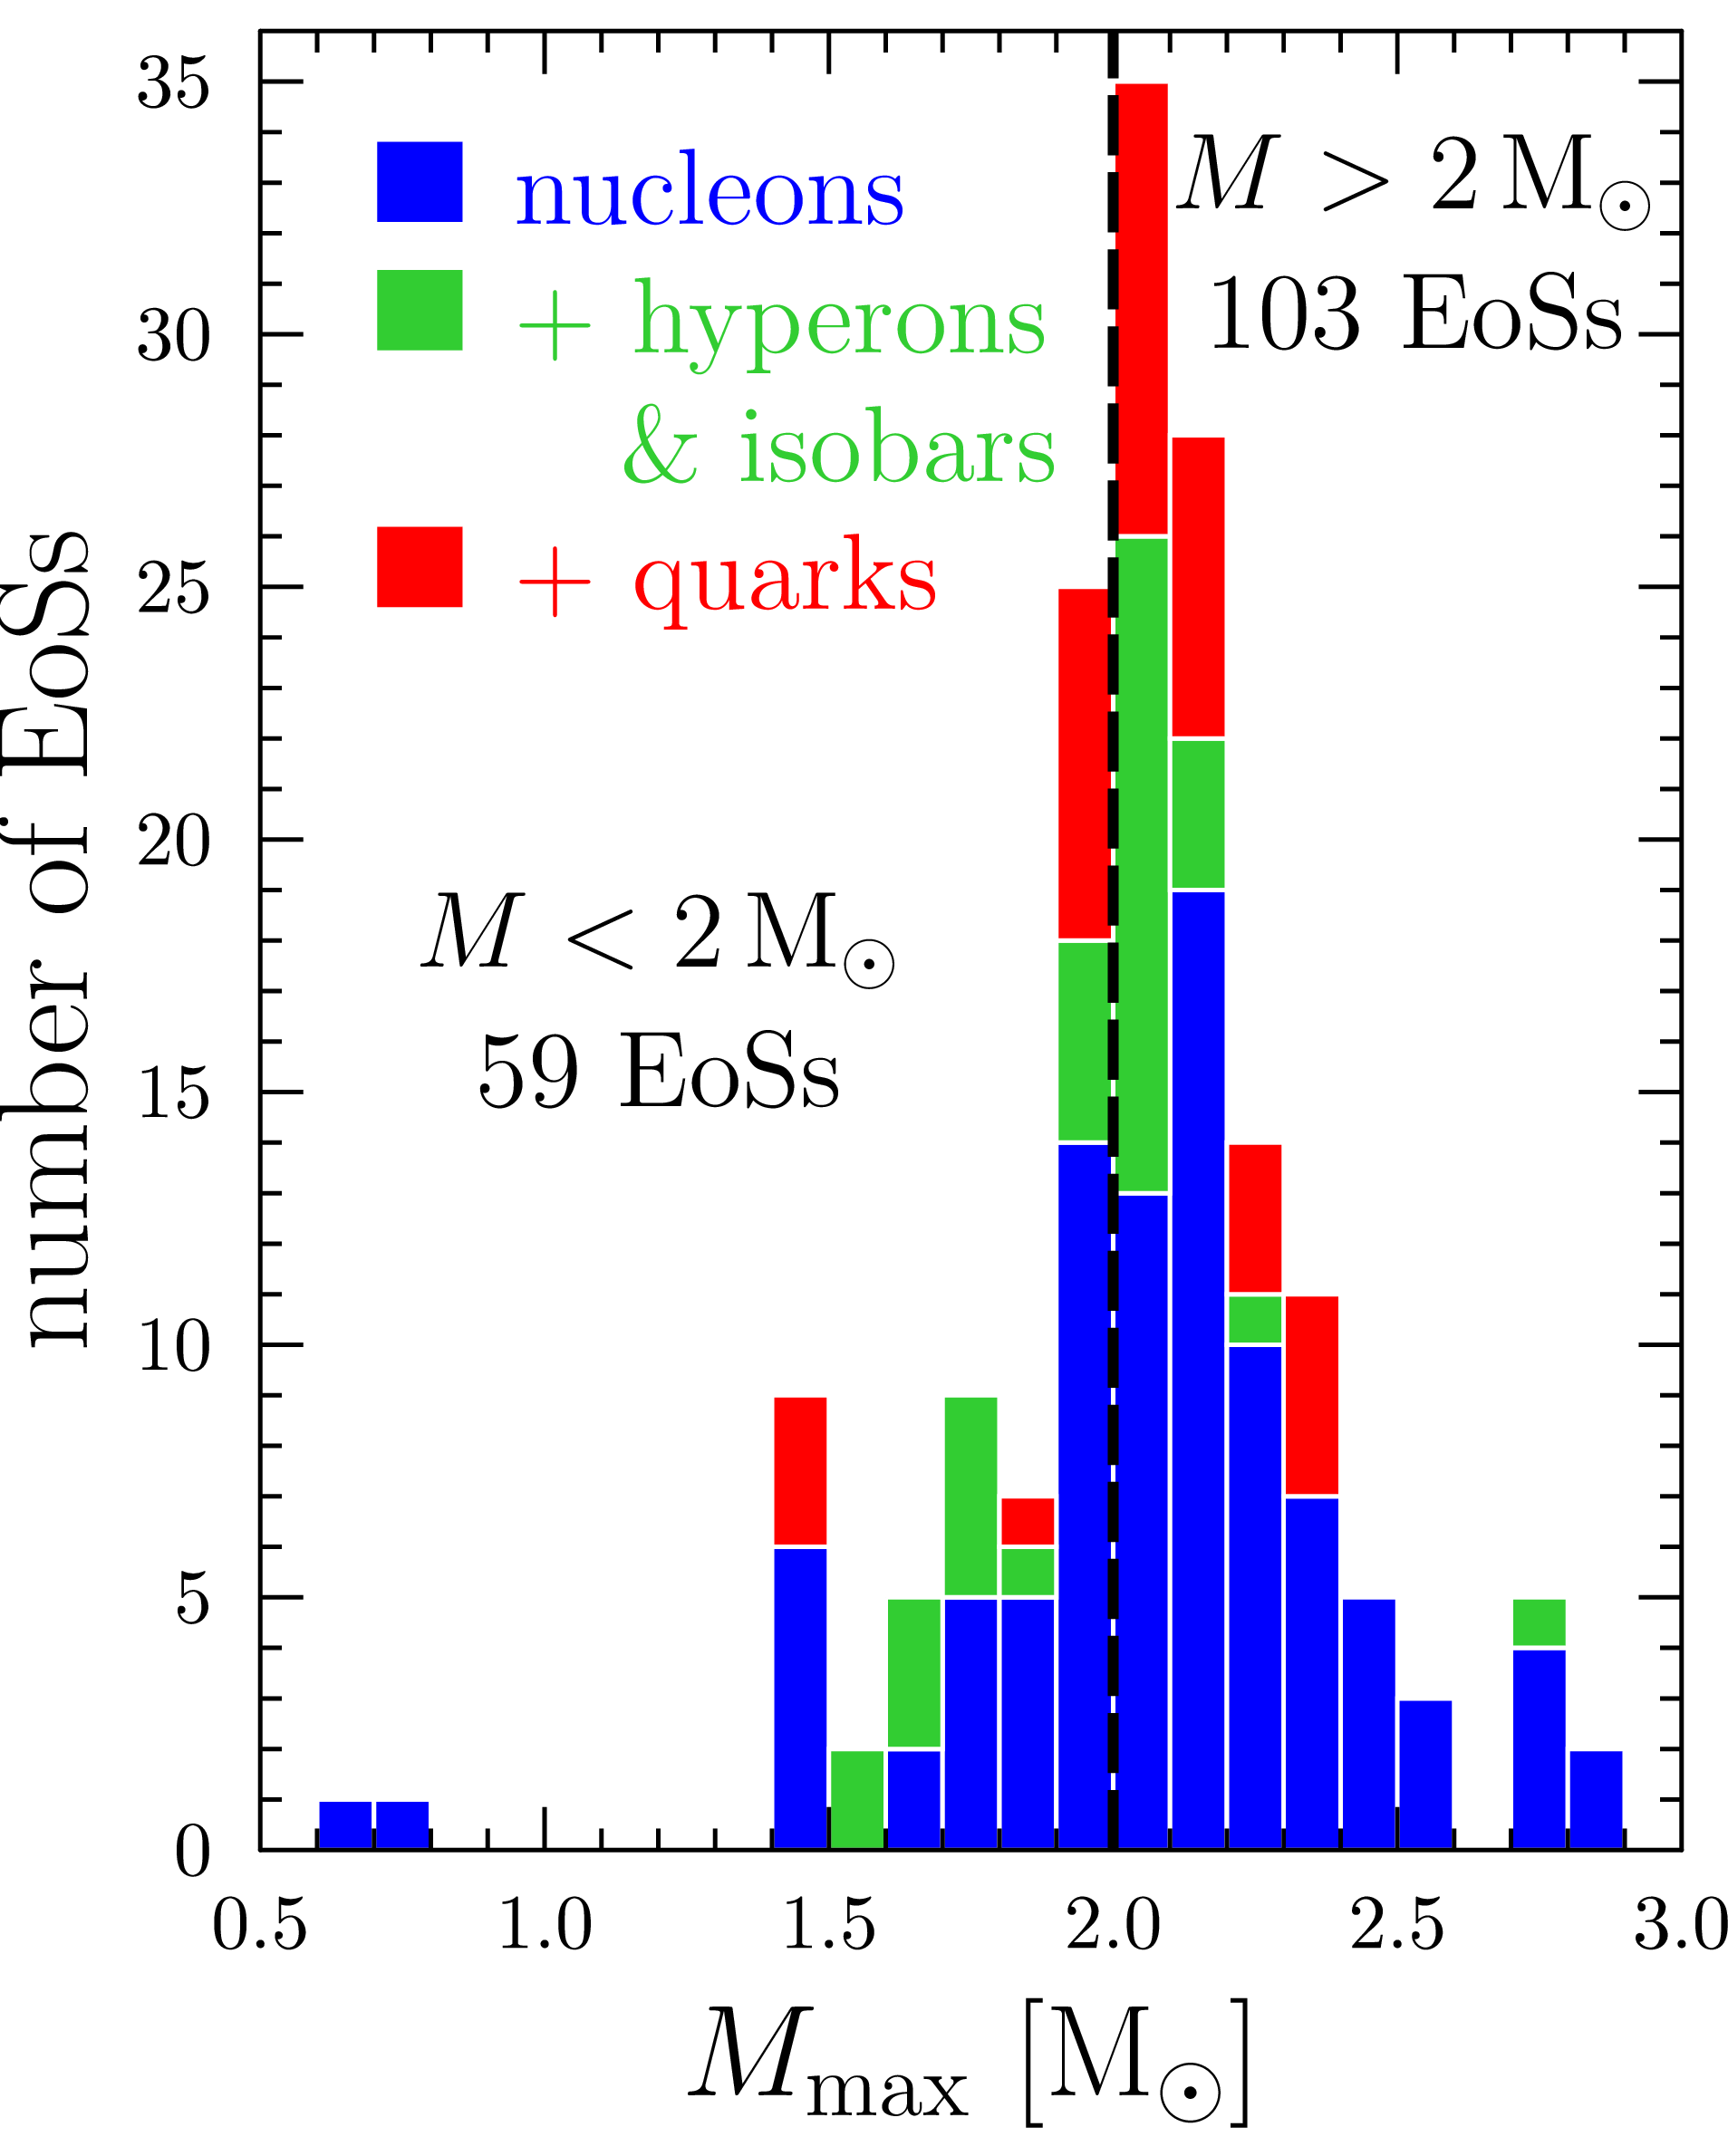 number of EoSs
35
30
25
20
15
10
5
0
nucleons
+ hyperons
& isobars
+ quarks
M > 2 M⊙
103 EoSs
M < 2 M⊙
59 EoSs
0.5 1.0 1.5 2.0 2.5 3.0
Mmax [M⊙]